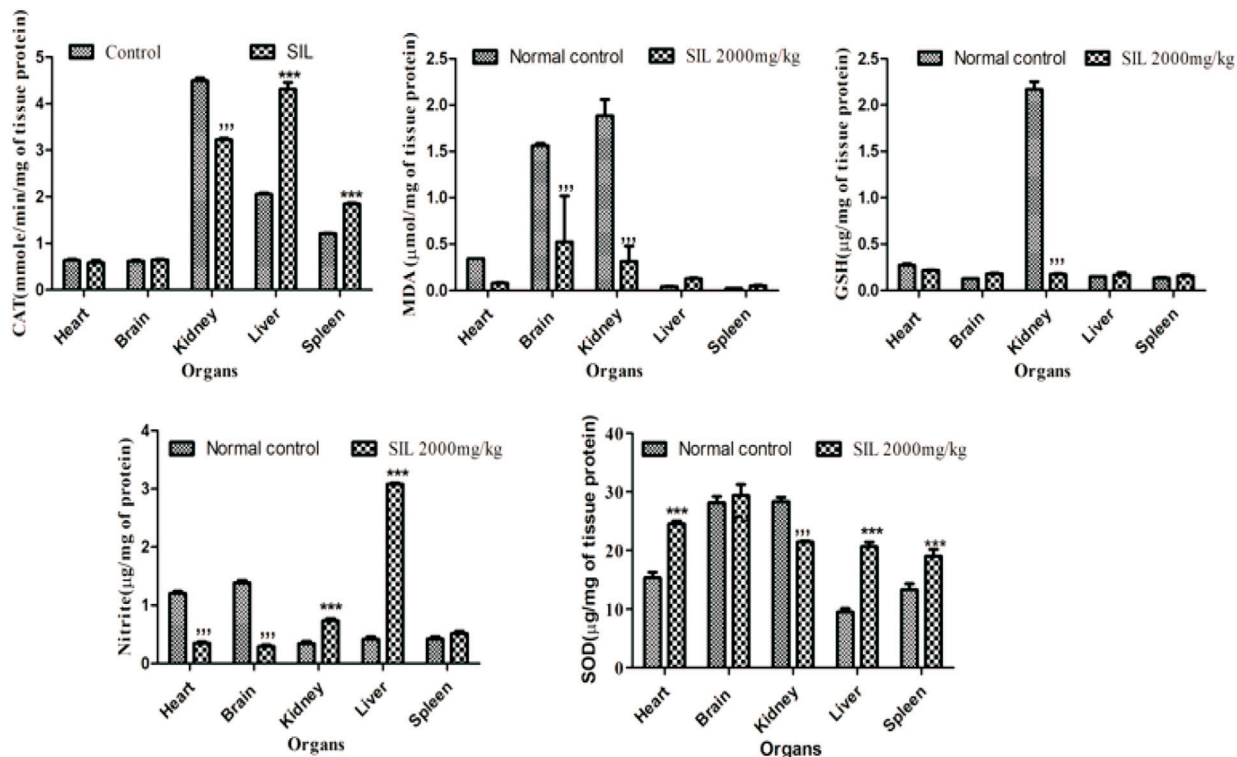 CAT(mmole/min/mg of tissue protein)
Control SIL
5
4
3
2
1
0
,,,
***
***
Heart Brain Kidney Liver Spleen
Organs
MDA (μmol/mg of tissue protein)
Normal control SIL 2000mg/kg
2.5
2.0
1.5
1.0
0.5
0.0
,,,
,,,
Heart Brain Kidney Liver Spleen
Organs
GSH(μg/mg of tissue protein)
Normal control SIL 2000mg/kg
2.5
2.0
1.5
1.0
0.5
0.0
,,,
Heart Brain Kidney Liver Spleen
Organs
Nitrite(μg/mg of protein)
Normal control SIL 2000mg/kg
4
3
2
1
0
,,,
,,,
***
***
Heart Brain Kidney Liver Spleen
Organs
SOD(μg/mg of tissue protein)
Normal control SIL 2000mg/kg
40
30
20
10
0
***
,,,
***
***
Heart Brain Kidney Liver Spleen
Organs